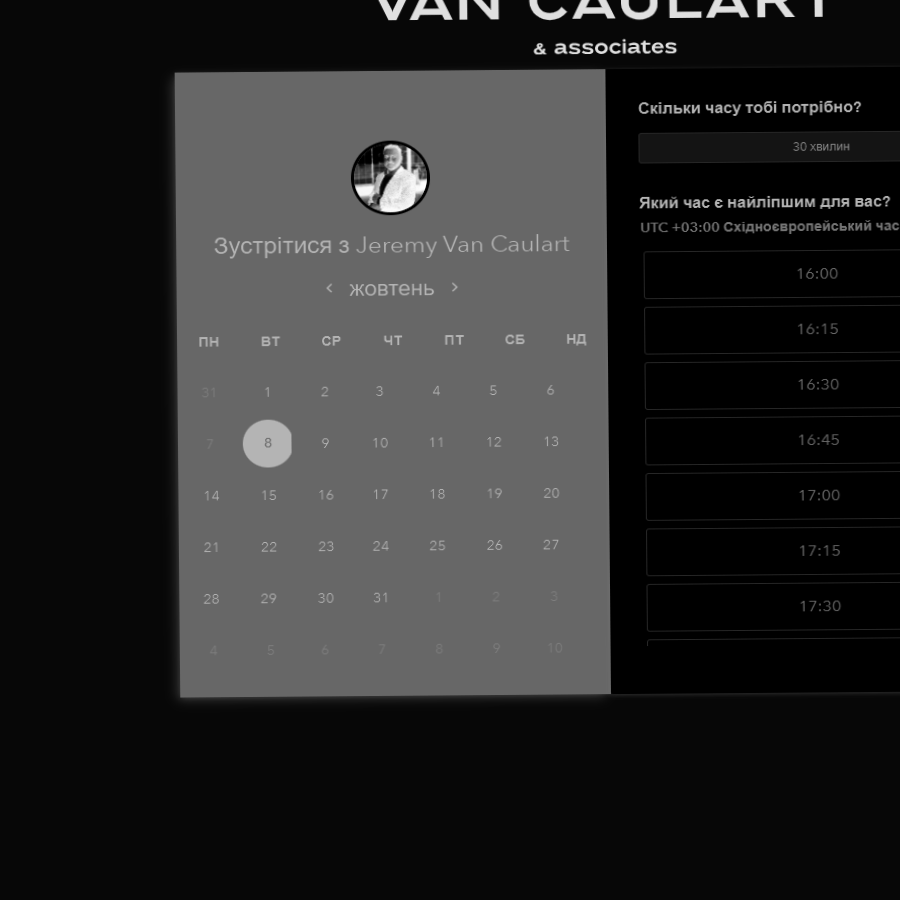 VAN CAULART
& associates
Зустрітися з Jeremy Van Caulart
‹ жовтень ›
ПН ВТ СР ЧТ ПТ СБ НД
31 1 2 3 4 5 6
7 8 9 10 11 12 13
14 15 16 17 18 19 20
21 22 23 24 25 26 27
28 29 30 31 1 2 3
4 5 6 7 8 9 10
Скільки часу тобі потрібно?
30 хвилин
Який час є найліпшим для вас?
UTC +03:00 Східноєвропейський час
16:00
16:15
16:30
16:45
17:00
17:15
17:30